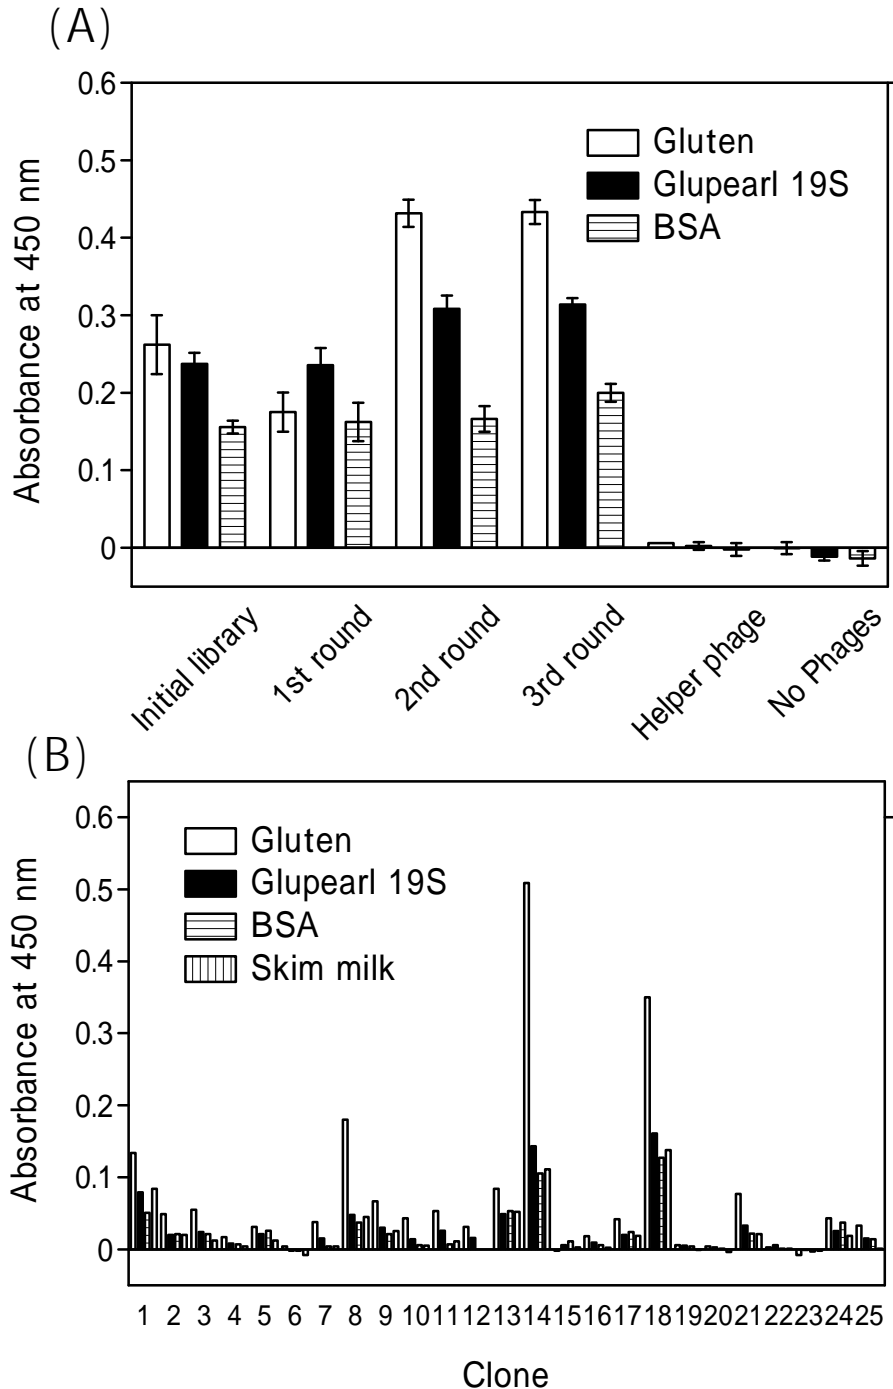 (A)
0.6
0.5
0.4
0.3
0.2
0.1
0
Absorbance at 450 nm
Gluten
Glupearl 19S
BSA
Initial library
1st round
2nd round
3rd round
Helper phage
No Phages
(B)
0.6
0.5
0.4
0.3
0.2
0.1
0
Absorbance at 450 nm
Gluten
Glupearl 19S
BSA
Skim milk
1 2 3 4 5 6 7 8 9 10 11 12 13 14 15 16 17 18 19 20 21 22 23 24 25
Clone